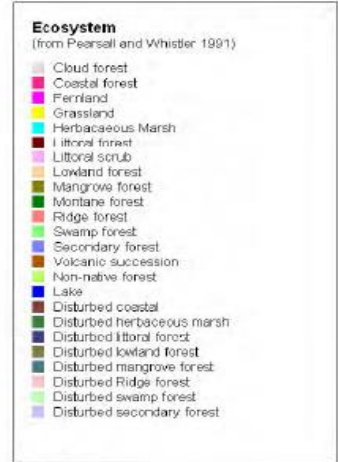 Ecosystem
(from Pearsall and Whistler 1991)
Cloud forest
Coastal forest
Fernland
Grassland
Herbacaeous Marsh
Littoral forest
Littoral scrub
Lowland forest
Mangrove forest
Montane forest
Ridge forest
Swamp forest
Secondary forest
Volcanic succession
Non-native forest
Lake
Disturbed coastal
Disturbed herbaceous marsh
Disturbed littoral forest
Disturbed lowland forest
Disturbed mangrove forest
Disturbed Ridge forest
Disturbed swamp forest
Disturbed secondary forest